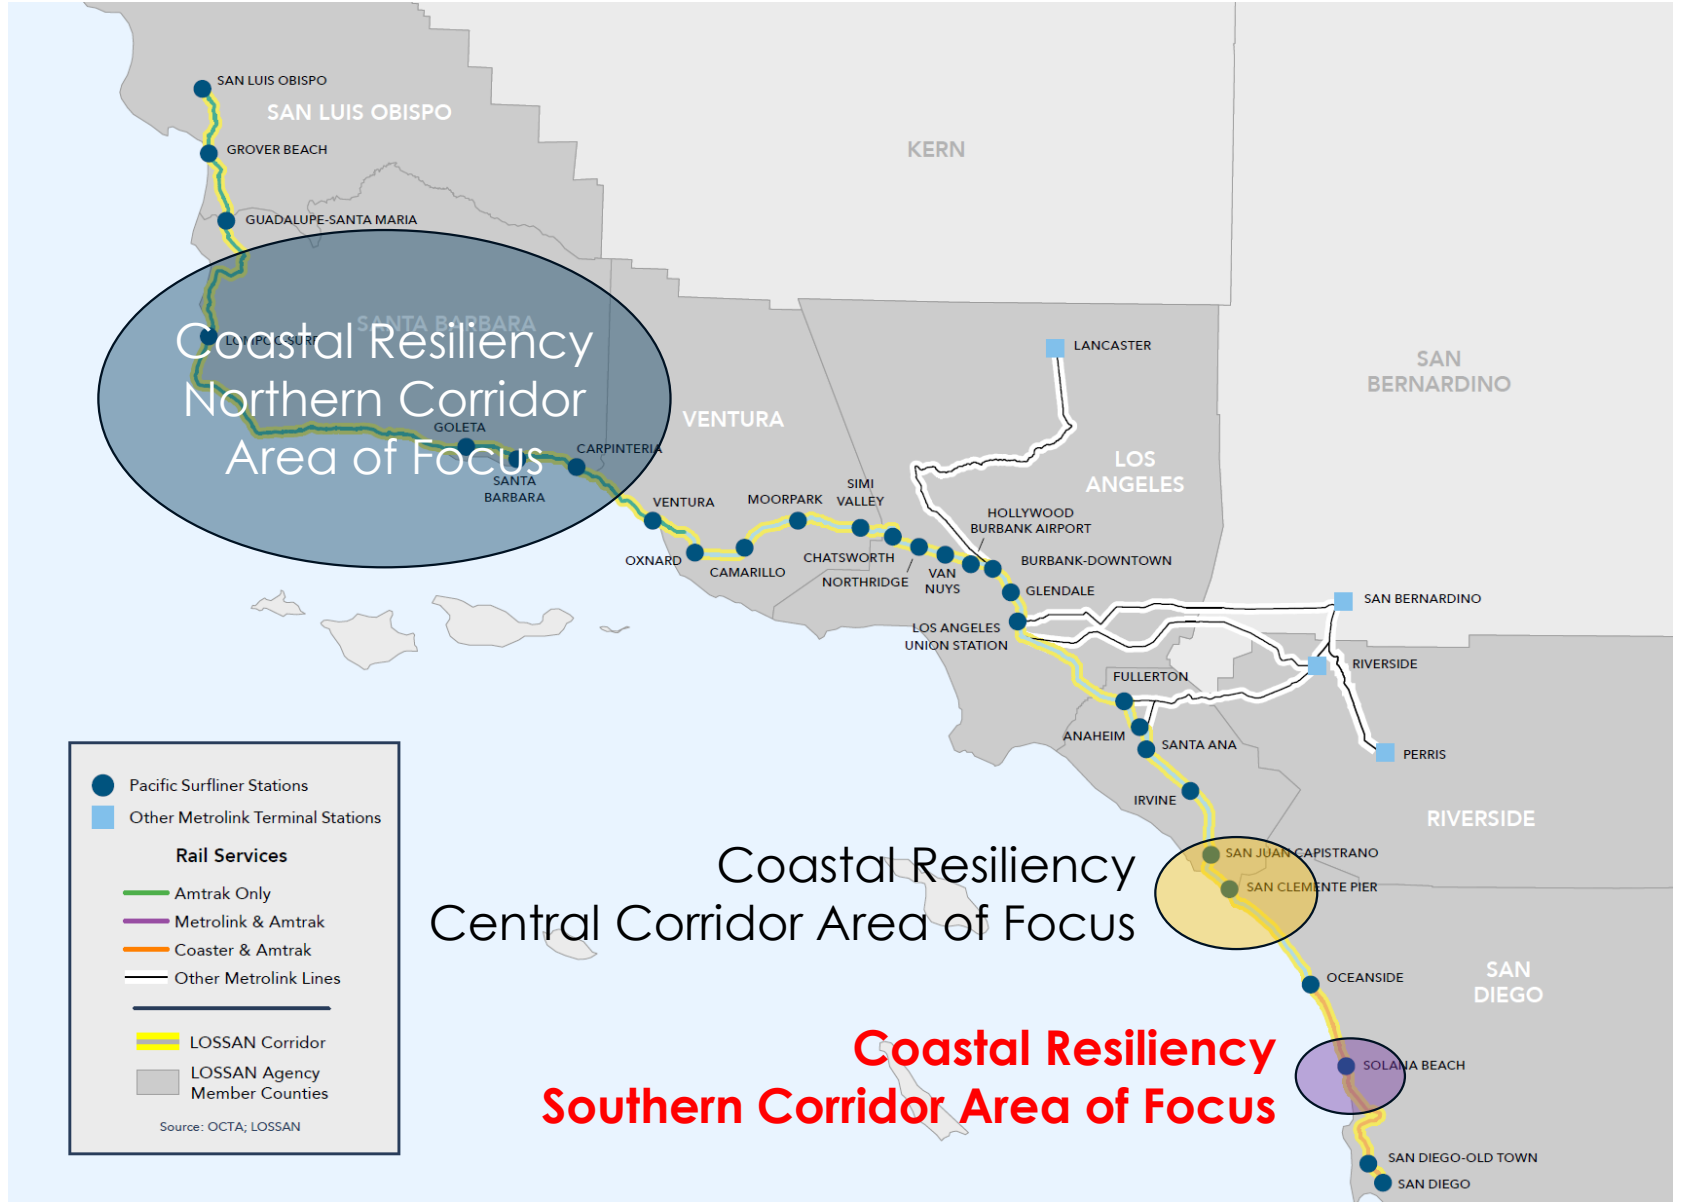 SAN LUIS OBISPO
SAN LUIS OBISPO
GROVER BEACH
KERN
GUADALUPE-SANTA MARIA
SANTA BARBARA
LOMPOC-SURF
Coastal Resiliency
Northern Corridor
Area of Focus
GOLETA
SANTA
BARBARA
CARPINTERIA
VENTURA
VENTURA
OXNARD
CAMARILLO
MOORPARK
SIMI
VALLEY
CHATSWORTH
NORTHRIDGE
VAN
NUYS
HOLLYWOOD
BURBANK AIRPORT
BURBANK-DOWNTOWN
GLENDALE
LOS ANGELES
UNION STATION
LANCASTER
LOS
ANGELES
SAN
BERNARDINO
SAN BERNARDINO
RIVERSIDE
PERRIS
RIVERSIDE
FULLERTON
ANAHEIM
SANTA ANA
IRVINE
SAN JUAN CAPISTRANO
SAN CLEMENTE PIER
Coastal Resiliency
Central Corridor Area of Focus
OCEANSIDE
SAN
DIEGO
Coastal Resiliency
Southern Corridor Area of Focus
SOLANA BEACH
SAN DIEGO-OLD TOWN
SAN DIEGO
Pacific Surfliner Stations
Other Metrolink Terminal Stations
Rail Services
Amtrak Only
Metrolink & Amtrak
Coaster & Amtrak
Other Metrolink Lines
LOSSAN Corridor
LOSSAN Agency
Member Counties
Source: OCTA; LOSSAN